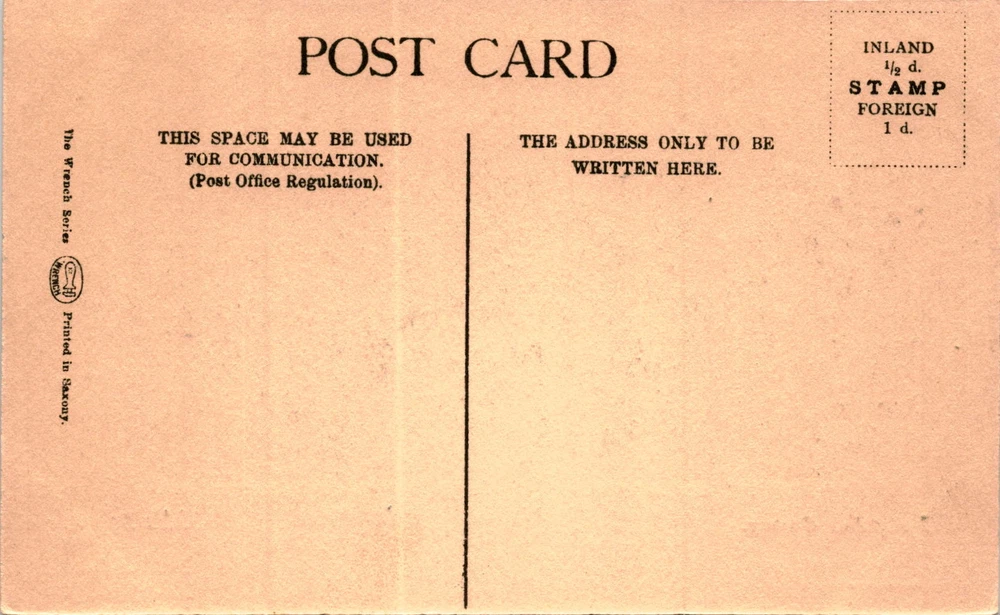 POST CARD
INLAND
½ d.
STAMP
FOREIGN
1 d.
THIS SPACE MAY BE USED
FOR COMMUNICATION.
(Post Office Regulation).
THE ADDRESS ONLY TO BE
WRITTEN HERE.
The Wrench Series
WRENCH
Printed in Saxony.